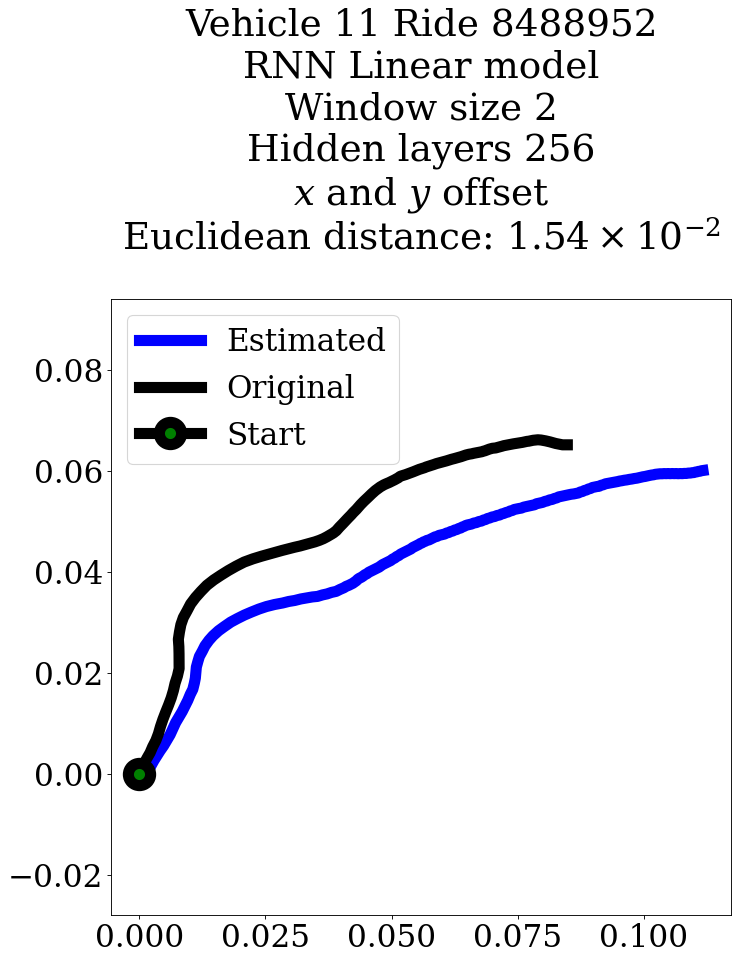 Vehicle 11 Ride 8488952
RNN Linear model
Window size 2
Hidden layers 256
x and y offset
Euclidean distance: 1.54 × 10⁻²
Estimated
Original
Start
0.08
0.06
0.04
0.02
0.00
−0.02
0.000 0.025 0.050 0.075 0.100